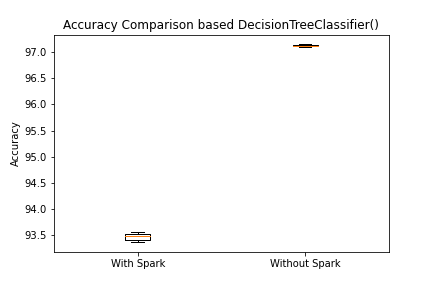 Accuracy Comparison based DecisionTreeClassifier()
97.0
96.5
96.0
95.5
95.0
94.5
94.0
93.5
Accuracy
With Spark
Without Spark